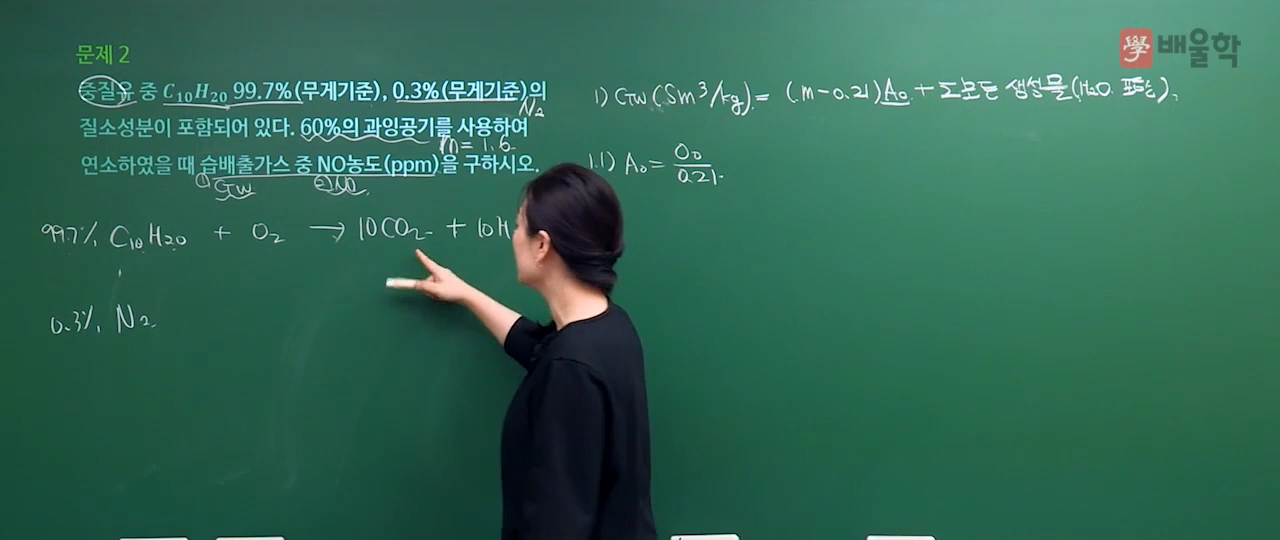 學 배울학
문제 2
중질유 중 C₁₀H₂₀ 99.7%(무게기준), 0.3%(무게기준)의
N₂
질소성분이 포함되어 있다. 60%의 과잉공기를 사용하여
m=1.6
연소하였을 때 습배출가스 중 NO농도(ppm)을 구하시오.
① Gw ② NO
99.7% C₁₀H₂₀ + O₂ → 10CO₂ + 10H
0.3% N₂
1) Gw(Sm³/kg) = (m-0.21)A₀ + Σ모든 생성물(H₂O 포함).
1.1) A₀ = O₀/0.21